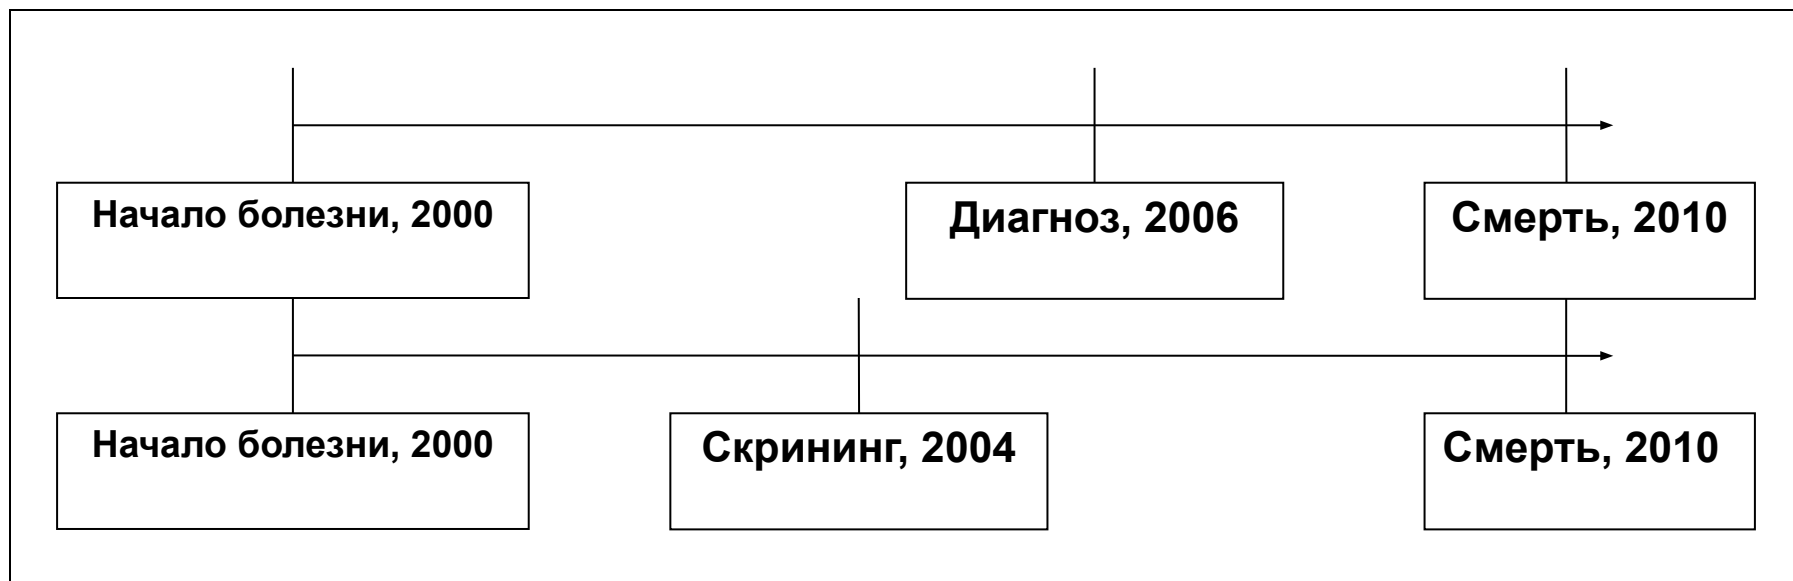 Начало болезни, 2000
Диагноз, 2006
Смерть, 2010
Начало болезни, 2000
Скрининг, 2004
Смерть, 2010